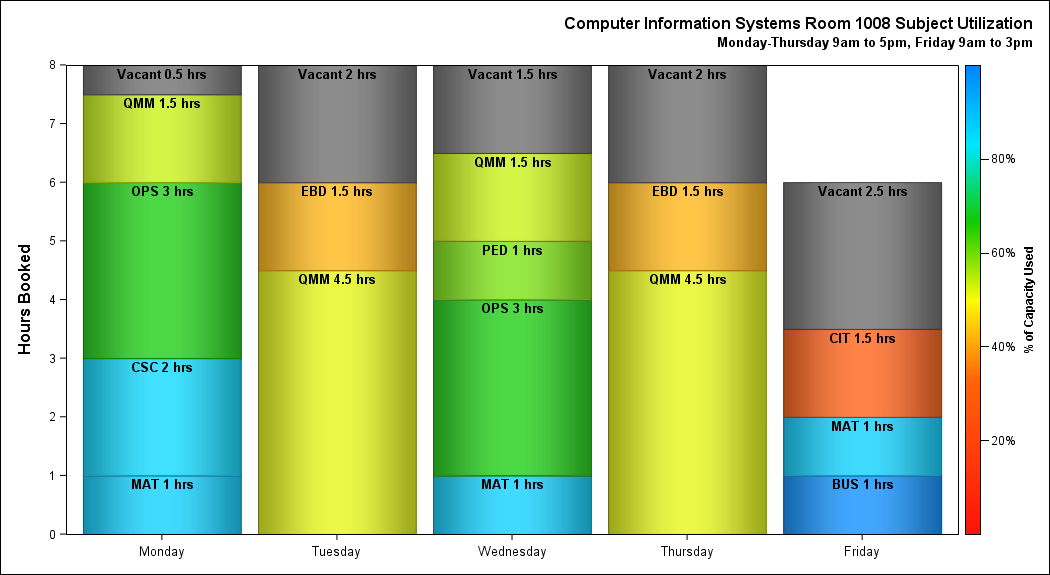 Computer Information Systems Room 1008 Subject Utilization
Monday-Thursday 9am to 5pm, Friday 9am to 3pm
Hours Booked
8
7
6
5
4
3
2
1
0
Vacant 0.5 hrs
QMM 1.5 hrs
OPS 3 hrs
CSC 2 hrs
MAT 1 hrs
Monday
Vacant 2 hrs
EBD 1.5 hrs
QMM 4.5 hrs
Tuesday
Vacant 1.5 hrs
QMM 1.5 hrs
PED 1 hrs
OPS 3 hrs
MAT 1 hrs
Wednesday
Vacant 2 hrs
EBD 1.5 hrs
QMM 4.5 hrs
Thursday
Vacant 2.5 hrs
CIT 1.5 hrs
MAT 1 hrs
BUS 1 hrs
Friday
80%
60%
40%
20%
% of Capacity Used